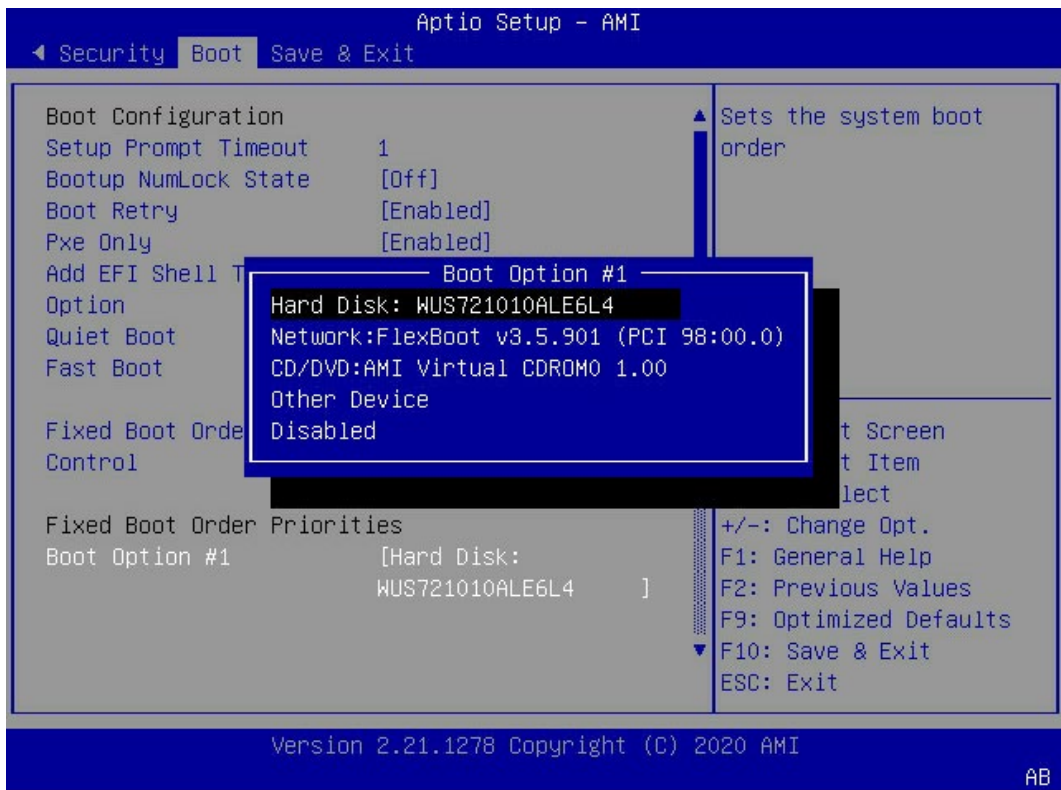 Aptio Setup – AMI
Security Boot Save & Exit
Boot Configuration
Setup Prompt Timeout 1
Bootup NumLock State [Off]
Boot Retry [Enabled]
Pxe Only [Enabled]
Add EFI Shell T
Option
Quiet Boot
Fast Boot
Fixed Boot Orde
Control
Fixed Boot Order Priorities
Boot Option #1 [Hard Disk:
WUS721010ALE6L4 ]
Boot Option #1
Hard Disk: WUS721010ALE6L4
Network:FlexBoot v3.5.901 (PCI 98:00.0)
CD/DVD:AMI Virtual CDROM0 1.00
Other Device
Disabled
Sets the system boot
order
t Screen
t Item
lect
+/-: Change Opt.
F1: General Help
F2: Previous Values
F9: Optimized Defaults
F10: Save & Exit
ESC: Exit
Version 2.21.1278 Copyright (C) 2020 AMI
AB